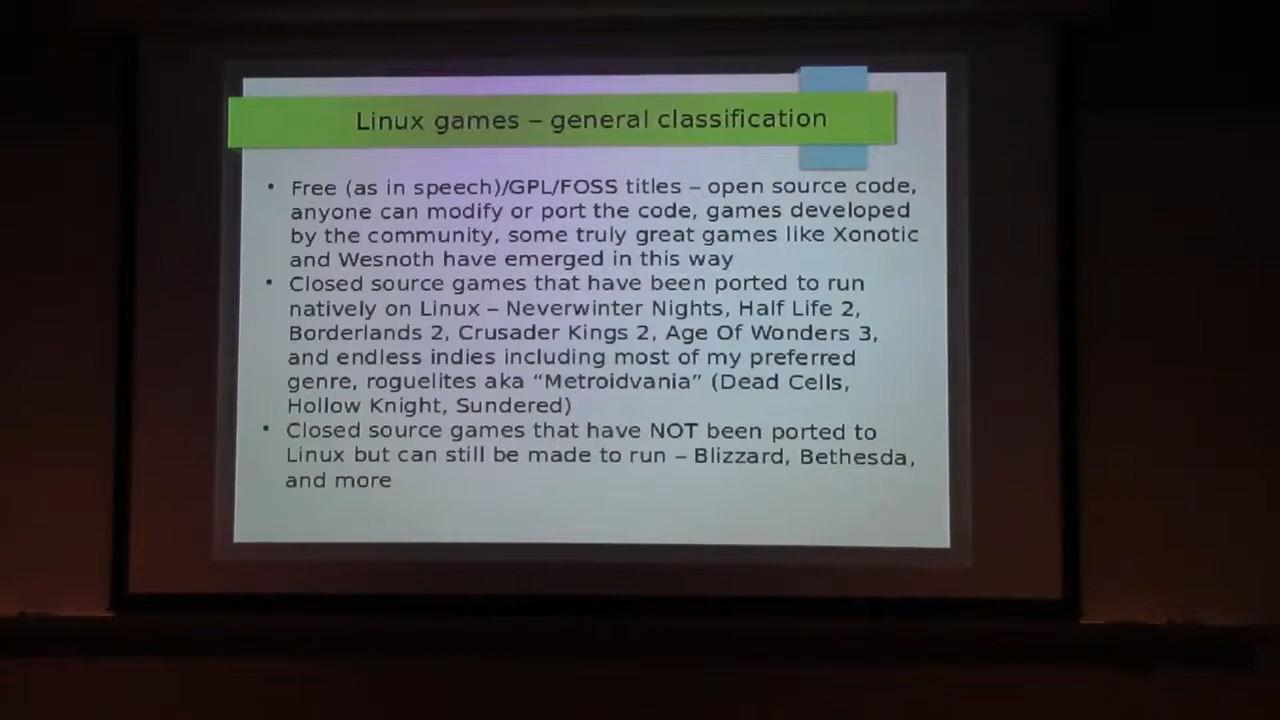 Linux games – general classification
• Free (as in speech)/GPL/FOSS titles – open source code,
anyone can modify or port the code, games developed
by the community, some truly great games like Xonotic
and Wesnoth have emerged in this way
• Closed source games that have been ported to run
natively on Linux – Neverwinter Nights, Half Life 2,
Borderlands 2, Crusader Kings 2, Age Of Wonders 3,
and endless indies including most of my preferred
genre, roguelites aka “Metroidvania” (Dead Cells,
Hollow Knight, Sundered)
• Closed source games that have NOT been ported to
Linux but can still be made to run – Blizzard, Bethesda,
and more